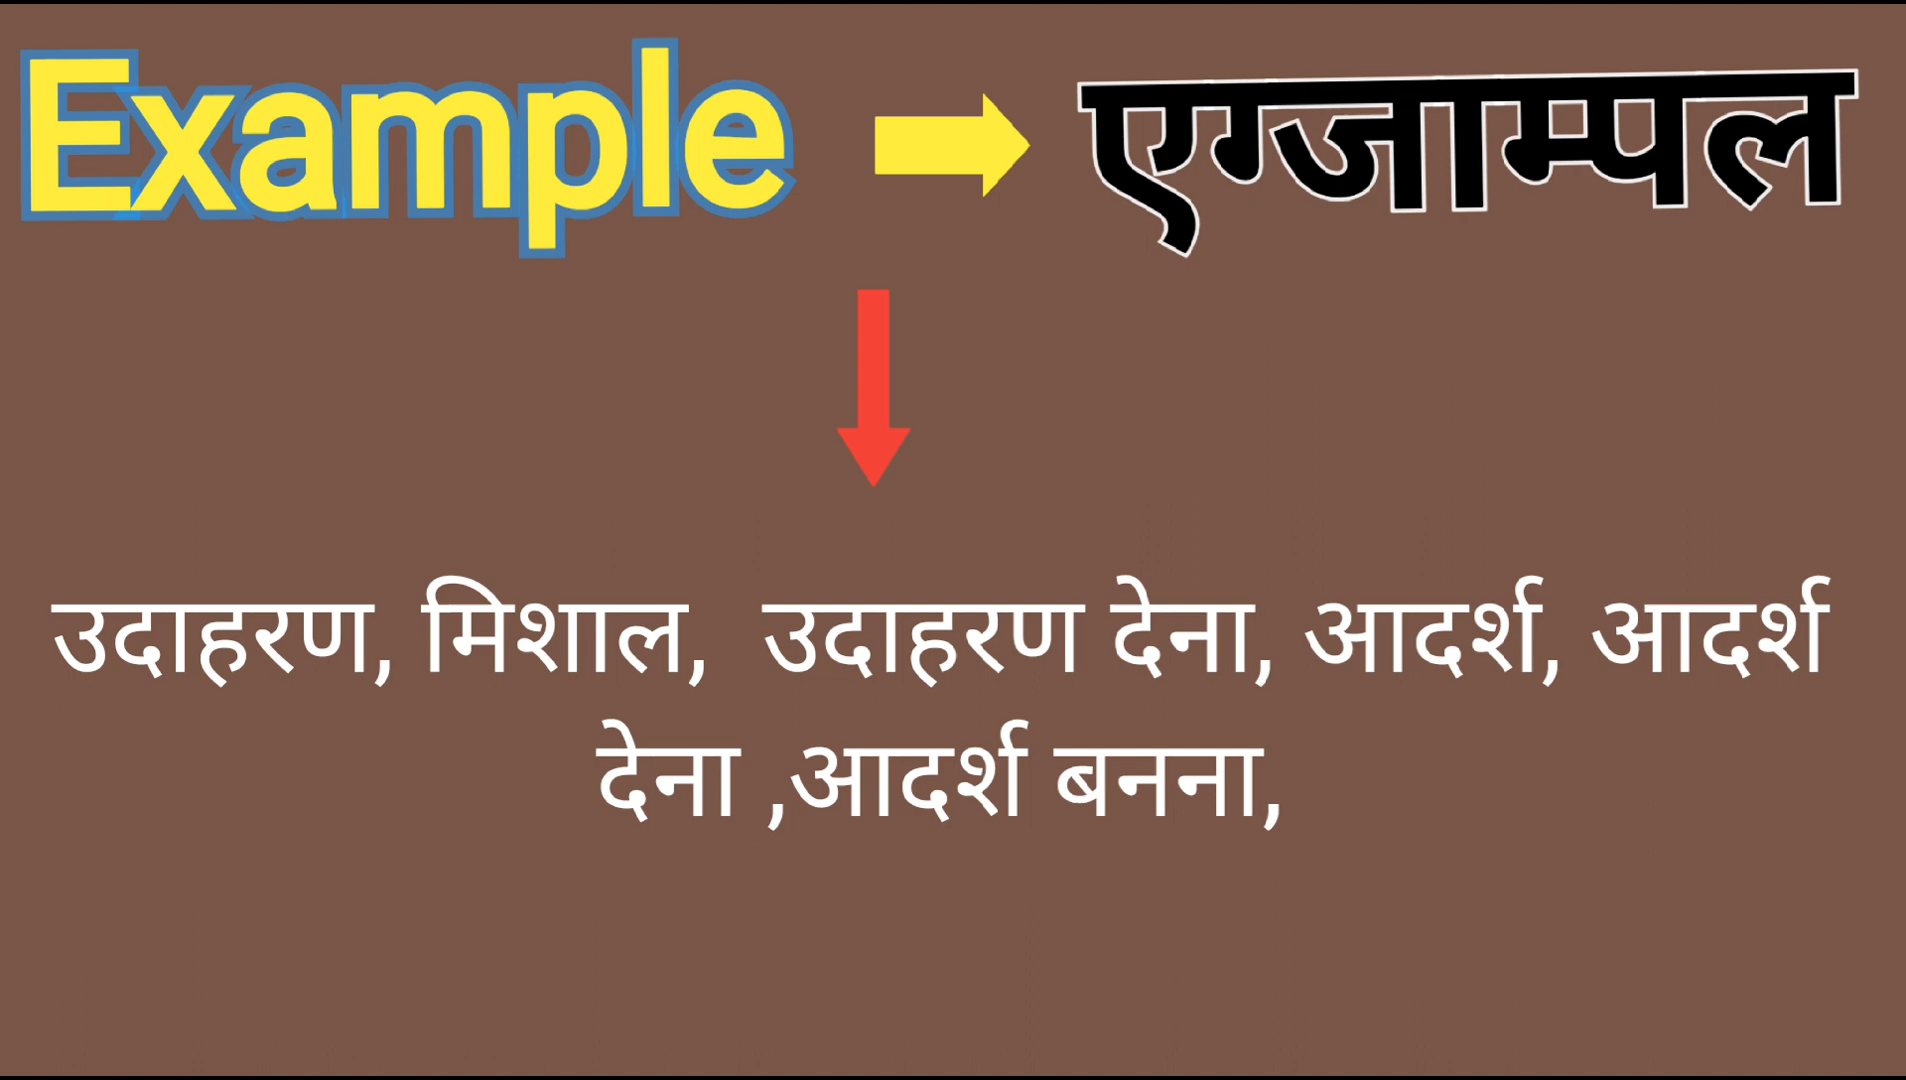 Example एग्जाम्पल
उदाहरण, मिशाल, उदाहरण देना, आदर्श, आदर्श
देना ,आदर्श बनना,